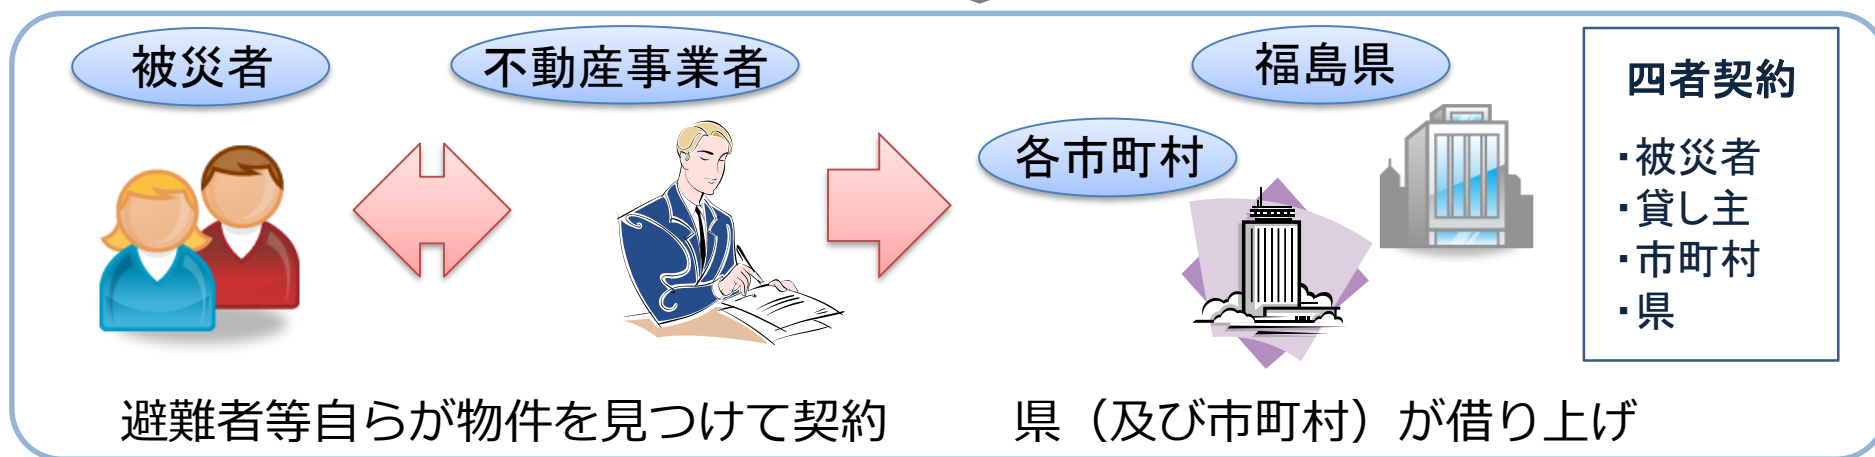 被災者
不動産事業者
福島県
各市町村
四者契約
・被災者
・貸し主
・市町村
・県
避難者等自らが物件を見つけて契約
県（及び市町村）が借り上げ